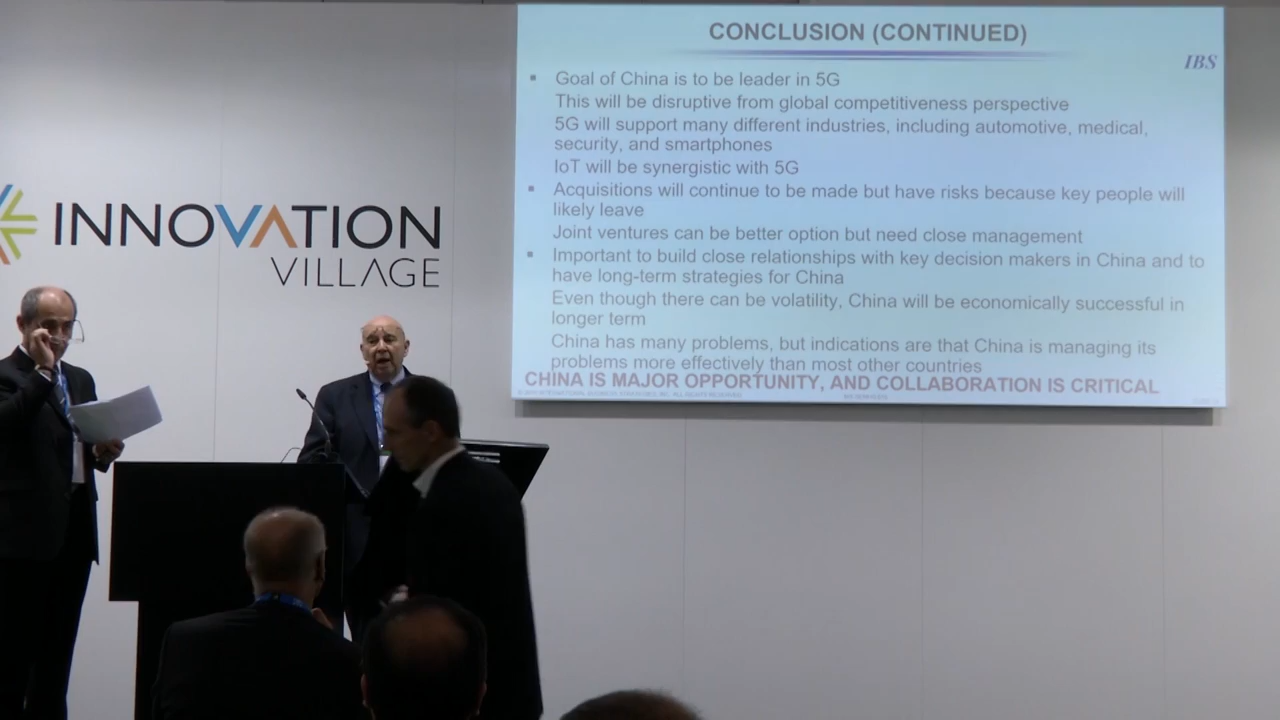 CONCLUSION (CONTINUED)
IBS
Goal of China is to be leader in 5G
This will be disruptive from global competitiveness perspective
5G will support many different industries, including automotive, medical,
security, and smartphones
IoT will be synergistic with 5G
Acquisitions will continue to be made but have risks because key people will
likely leave
Joint ventures can be better option but need close management
Important to build close relationships with key decision makers in China and to
have long-term strategies for China
Even though there can be volatility, China will be economically successful in
longer term
China has many problems, but indications are that China is managing its
problems more effectively than most other countries
CHINA IS MAJOR OPPORTUNITY, AND COLLABORATION IS CRITICAL
INNOVATION
VILLAGE